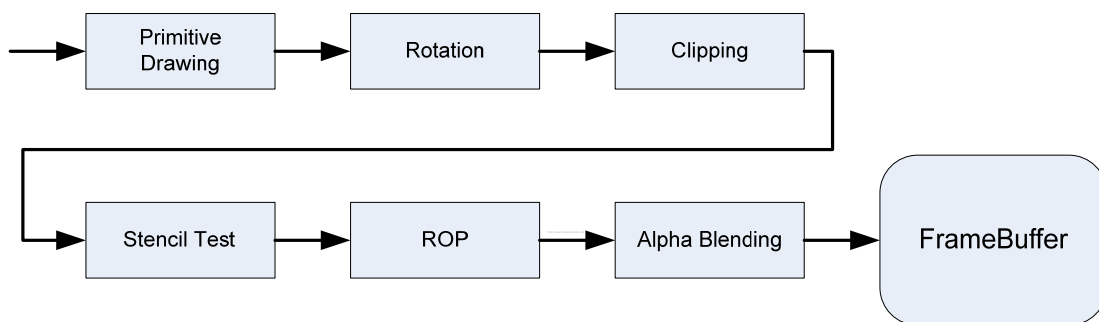 Primitive
Drawing
Rotation
Clipping
Stencil Test
ROP
Alpha Blending
FrameBuffer